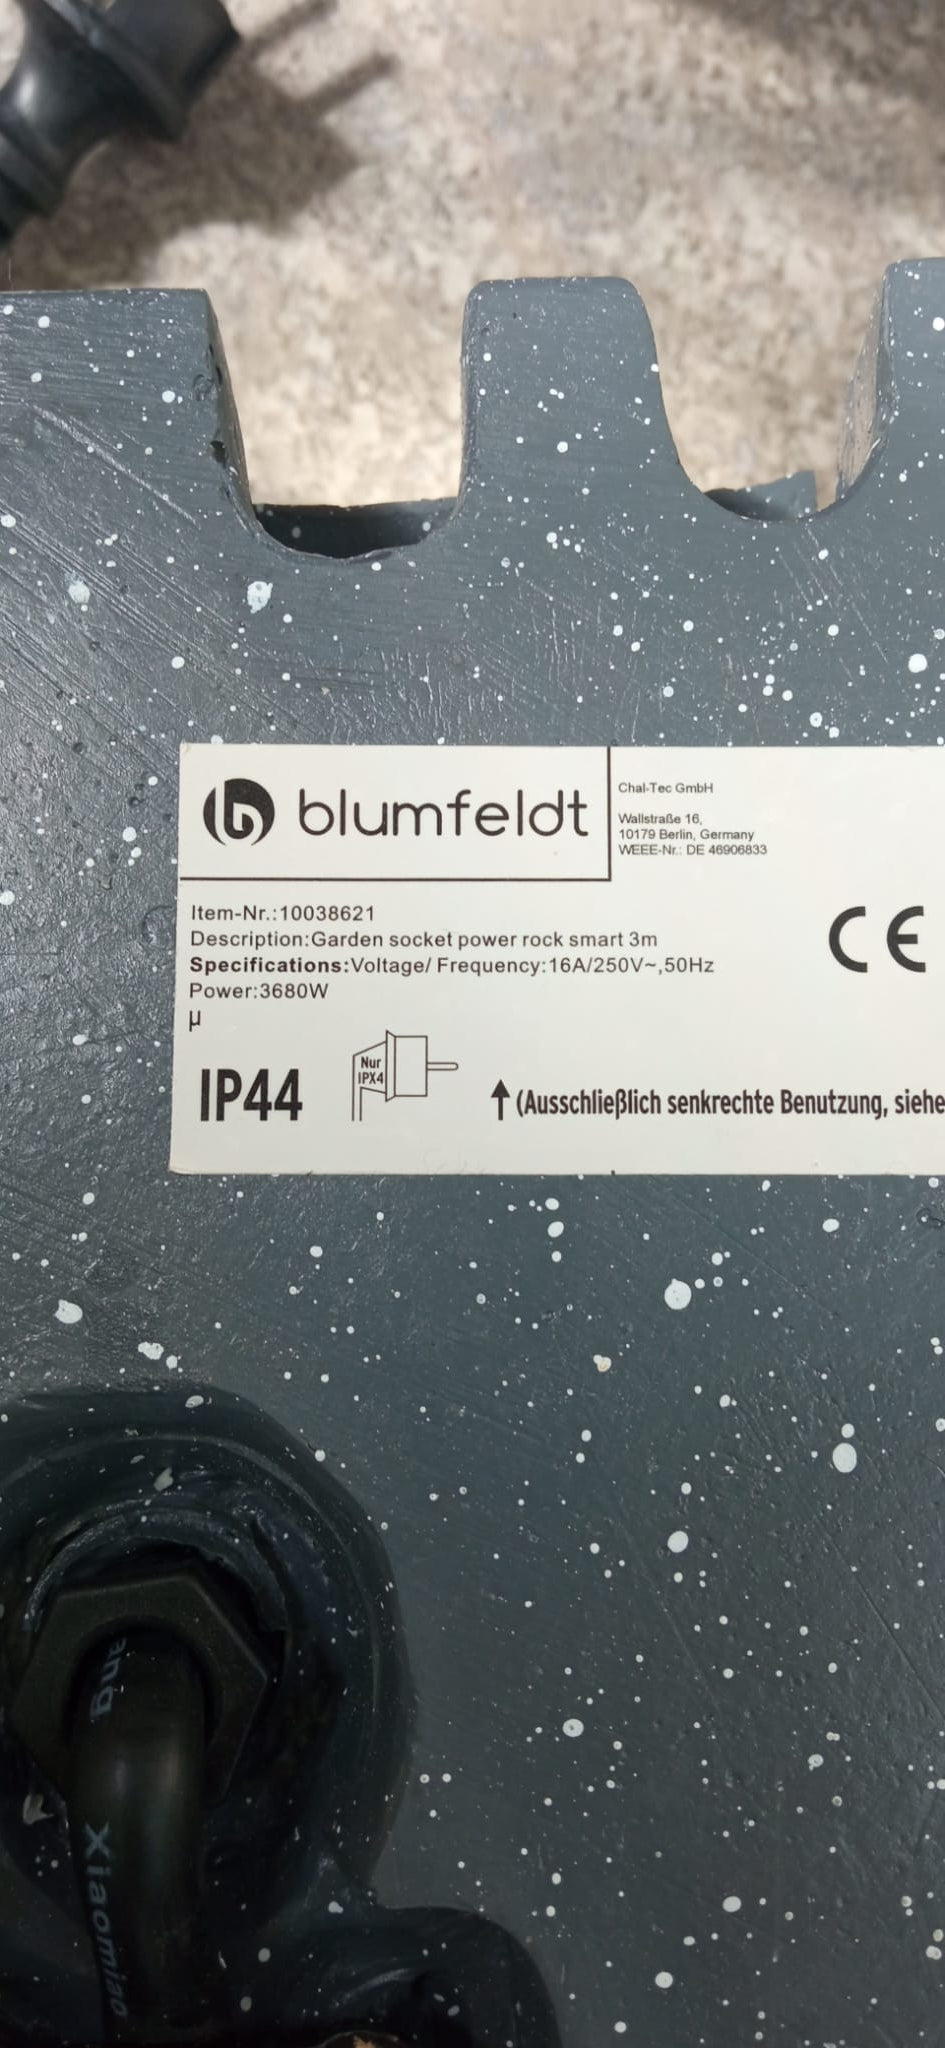 blumfeldt
Chal-Tec GmbH
Wallstraße 16,
10179 Berlin, Germany
WEEE-Nr.: DE 46906833
Item-Nr.:10038621
Description:Garden socket power rock smart 3m
Specifications:Voltage/ Frequency:16A/250V~,50Hz
Power:3680W
μ
CE
IP44
Nur
IPX4
(Ausschließlich senkrechte Benutzung, siehe
ang
Xiaomiao